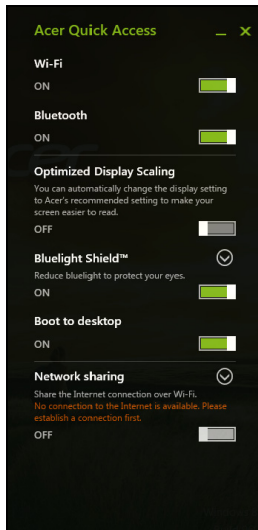 Acer Quick Access
Wi-Fi
ON
Bluetooth
ON
Optimized Display Scaling
You can automatically change the display setting
to Acer's recommended setting to make your
screen easier to read.
OFF
Bluelight Shield™
Reduce bluelight to protect your eyes.
ON
Boot to desktop
ON
Network sharing
Share the Internet connection over Wi-Fi.
No connection to the Internet is available. Please
establish a connection first.
OFF